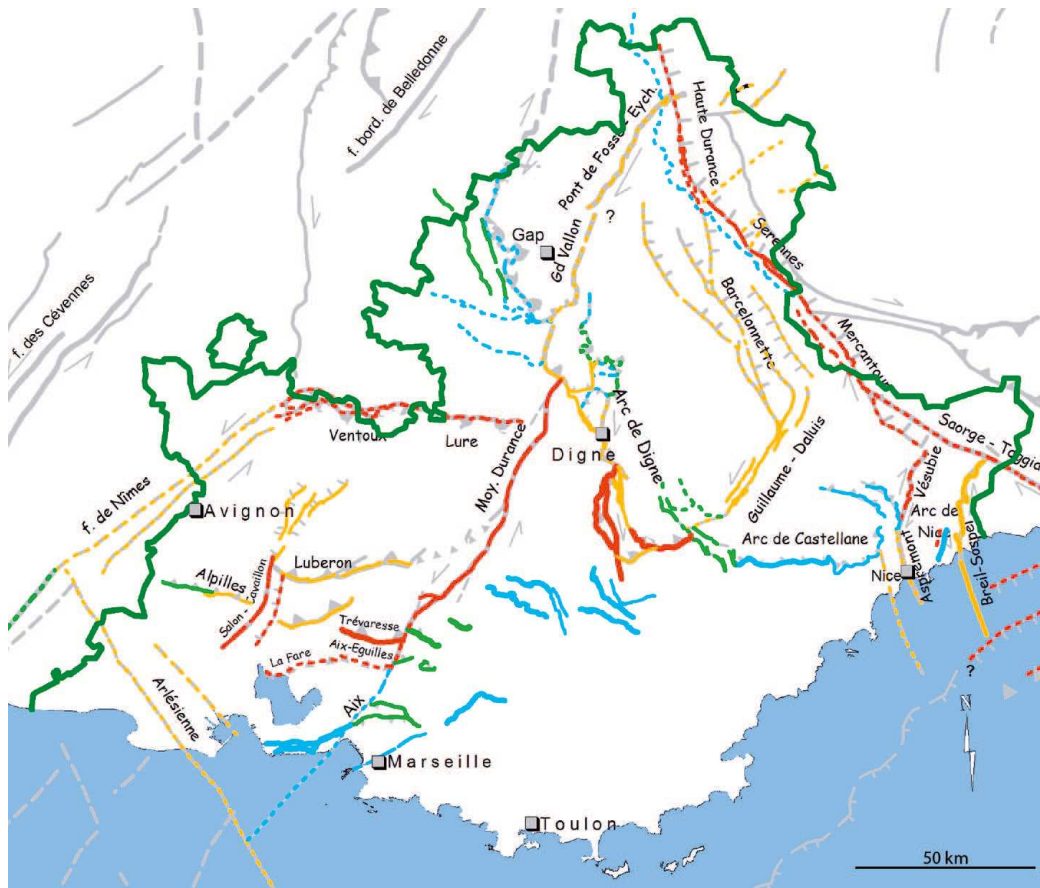 f. bord. de Belledonne
Pont de Fosse - Eych.
Haute Durance
?
Gap
Gd Vallon
Serennes
f. des Cévennes
Barcelonnette
Mercantour
Ventoux
Lure
Moy. Durance
Arc de Digne
Digne
Guillaume - Daluis
Saorge - Taggia
Vésubie
f. de Nîmes
Avignon
Arc de
Nice
Arc de Castellane
Luberon
Alpilles
Salon - Cavaillon
Nice
Aspremont
Breil-Sospel
Trévaresse
Aix-Eguilles
La Fare
?
Arlésienne
Aix
N
Marseille
Toulon
50 km